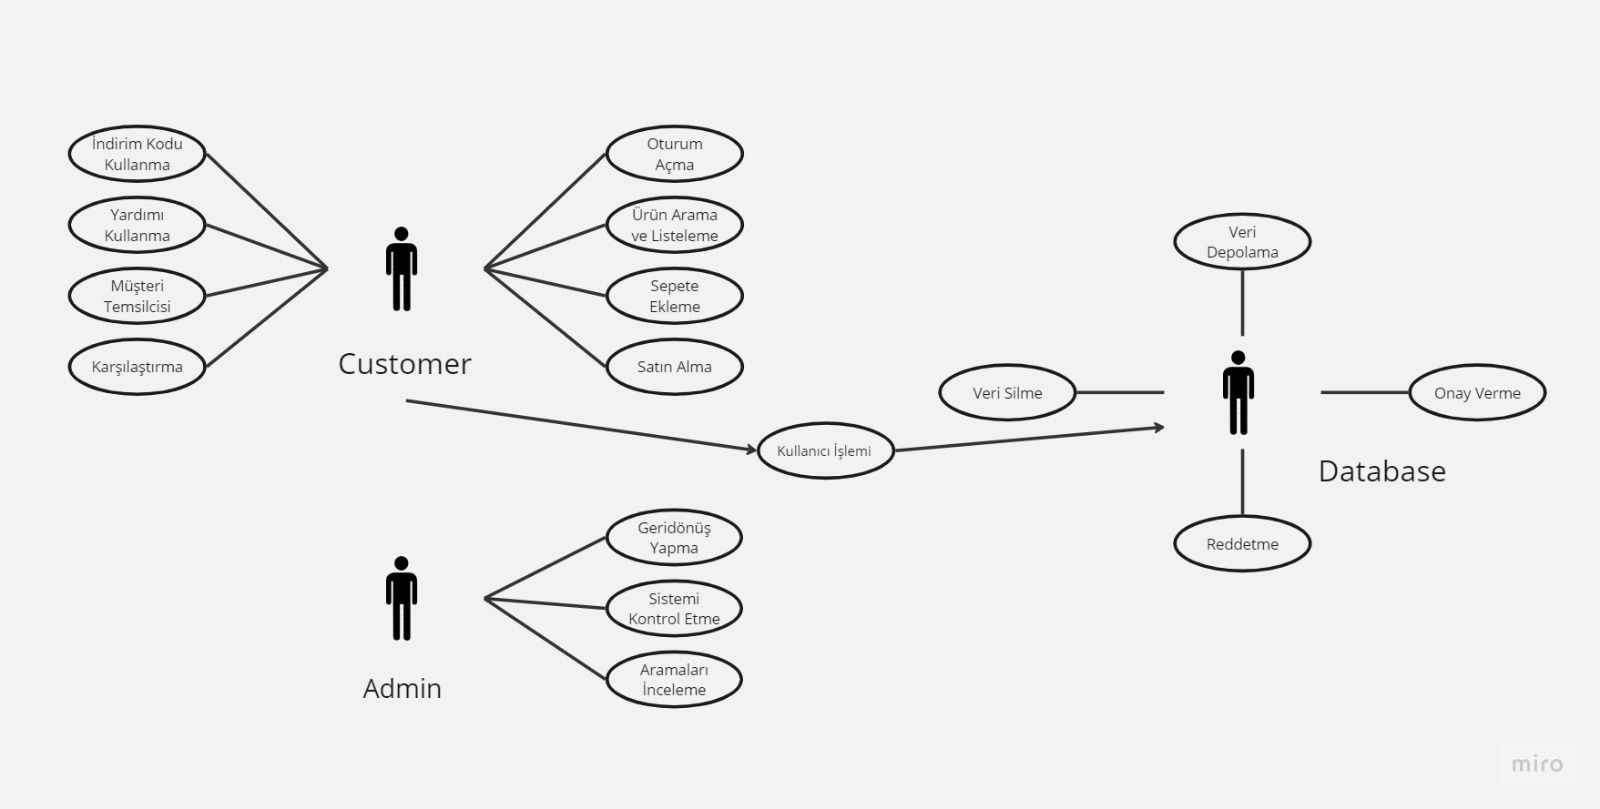 İndirim Kodu
Kullanma
Yardımı
Kullanma
Müşteri
Temsilcisi
Karşılaştırma
Customer
Oturum
Açma
Ürün Arama
ve Listeleme
Sepete
Ekleme
Satın Alma
Kullanıcı İşlemi
Veri
Depolama
Veri Silme
Onay Verme
Database
Reddetme
Admin
Geridönüş
Yapma
Sistemi
Kontrol Etme
Aramaları
İnceleme
miro